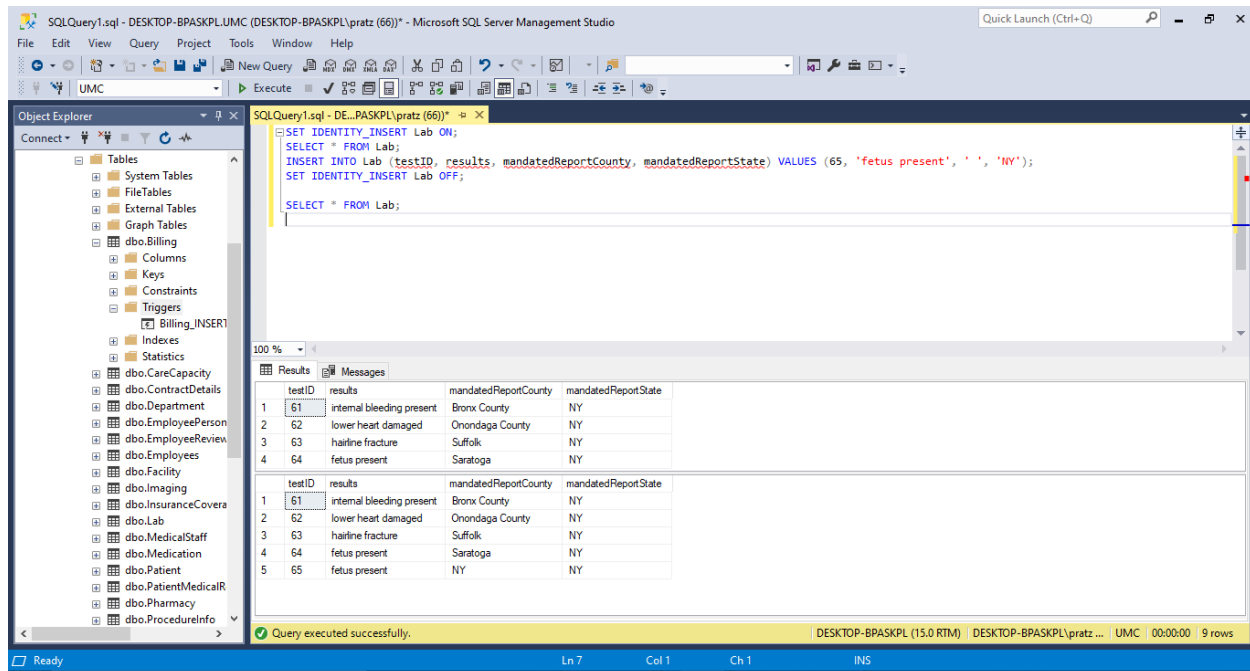 SQLQuery1.sql - DESKTOP-BPASKPL.UMC (DESKTOP-BPASKPL\pratz (66))* - Microsoft SQL Server Management Studio
Quick Launch (Ctrl+Q)
File Edit View Query Project Tools Window Help
New Query
UMC
Execute
Object Explorer
Connect
Tables
System Tables
FileTables
External Tables
Graph Tables
dbo.Billing
Columns
Keys
Constraints
Triggers
Billing_INSERT
Indexes
Statistics
dbo.CareCapacity
dbo.ContractDetails
dbo.Department
dbo.EmployeePerson
dbo.EmployeeReview
dbo.Employees
dbo.Facility
dbo.Imaging
dbo.InsuranceCovera
dbo.Lab
dbo.MedicalStaff
dbo.Medication
dbo.Patient
dbo.PatientMedicalR
dbo.Pharmacy
dbo.ProcedureInfo
SQLQuery1.sql - DE...PASKPL\pratz (66))*
SET IDENTITY_INSERT Lab ON;
SELECT * FROM Lab;
INSERT INTO Lab (testID, results, mandatedReportCounty, mandatedReportState) VALUES (65, 'fetus present', ' ', 'NY');
SET IDENTITY_INSERT Lab OFF;
SELECT * FROM Lab;
100 %
Results Messages
testID results mandatedReportCounty mandatedReportState
1 61 internal bleeding present Bronx County NY
2 62 lower heart damaged Onondaga County NY
3 63 hairline fracture Suffolk NY
4 64 fetus present Saratoga NY
testID results mandatedReportCounty mandatedReportState
1 61 internal bleeding present Bronx County NY
2 62 lower heart damaged Onondaga County NY
3 63 hairline fracture Suffolk NY
4 64 fetus present Saratoga NY
5 65 fetus present NY NY
Query executed successfully.
DESKTOP-BPASKPL (15.0 RTM) DESKTOP-BPASKPL\pratz ... UMC 00:00:00 9 rows
Ready Ln 7 Col 1 Ch 1 INS